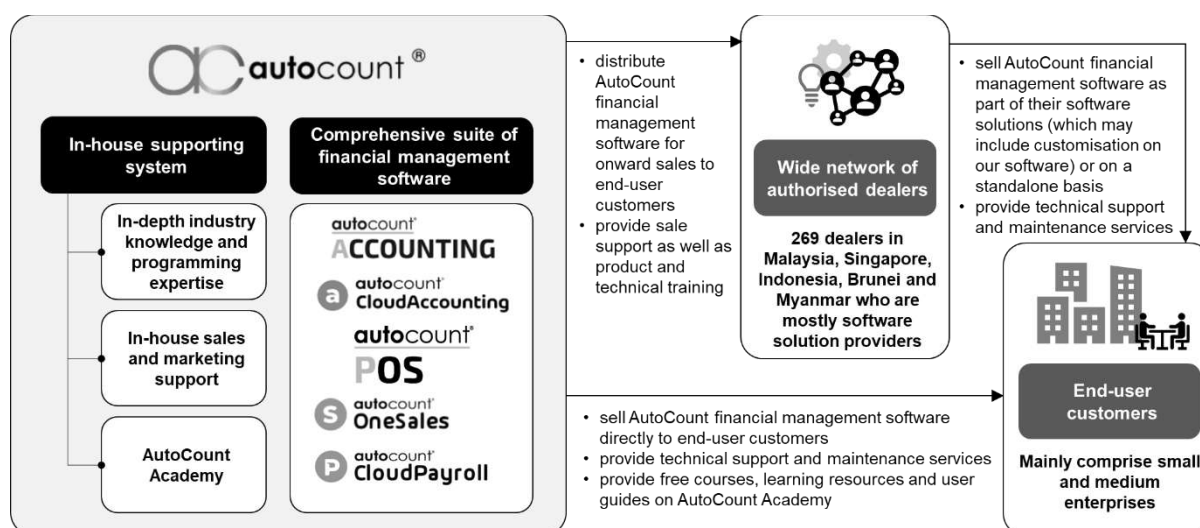 autocount ®
In-house supporting
system
In-depth industry
knowledge and
programming
expertise
In-house sales
and marketing
support
AutoCount
Academy
Comprehensive suite of
financial management
software
autocount®
ACCOUNTING
a autocount®
CloudAccounting
autocount®
POS
S autocount®
OneSales
P autocount®
CloudPayroll
• distribute
AutoCount
financial
management
software for
onward sales to
end-user
customers
• provide sale
support as well as
product and
technical training
Wide network of
authorised dealers
269 dealers in
Malaysia, Singapore,
Indonesia, Brunei and
Myanmar who are
mostly software
solution providers
• sell AutoCount financial
management software as
part of their software
solutions (which may
include customisation on
our software) or on a
standalone basis
• provide technical support
and maintenance services
• sell AutoCount financial management software
directly to end-user customers
• provide technical support and maintenance services
• provide free courses, learning resources and user
guides on AutoCount Academy
End-user
customers
Mainly comprise small
and medium
enterprises